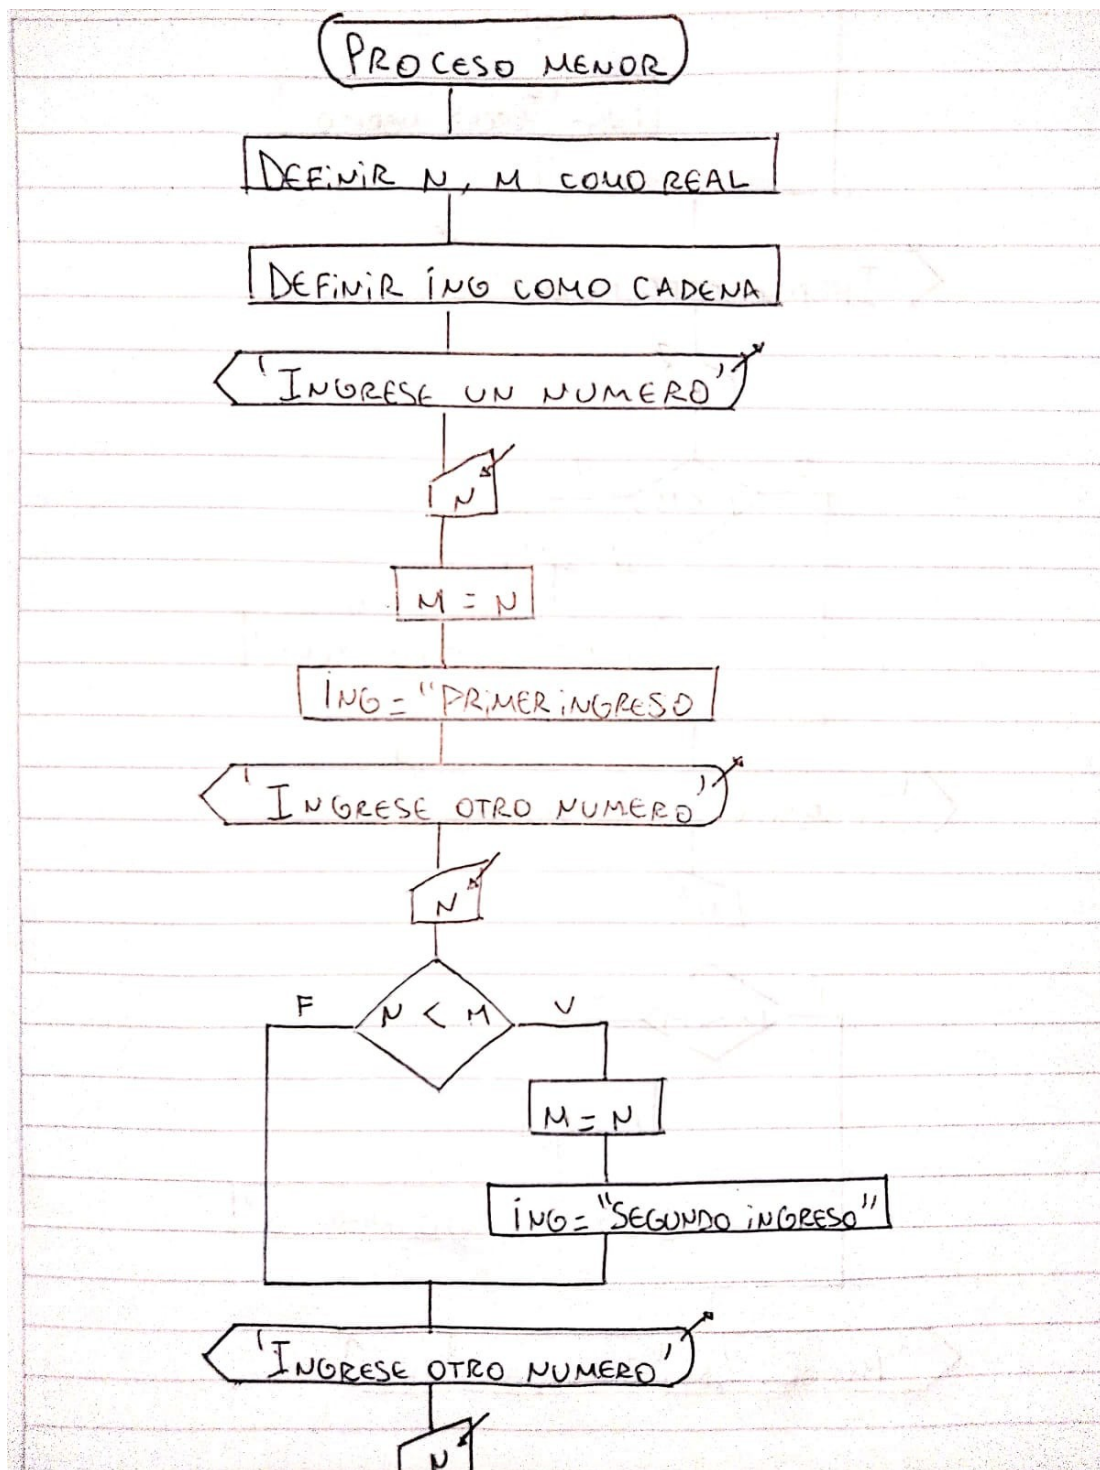 PROCESO MENOR
DEFINIR N, M COMO REAL
DEFINIR ING COMO CADENA
'INGRESE UN NUMERO'
N
M = N
ING = "PRIMER INGRESO
'INGRESE OTRO NUMERO'
N
F N < M V
M = N
ING = "SEGUNDO INGRESO"
'INGRESE OTRO NUMERO'
N